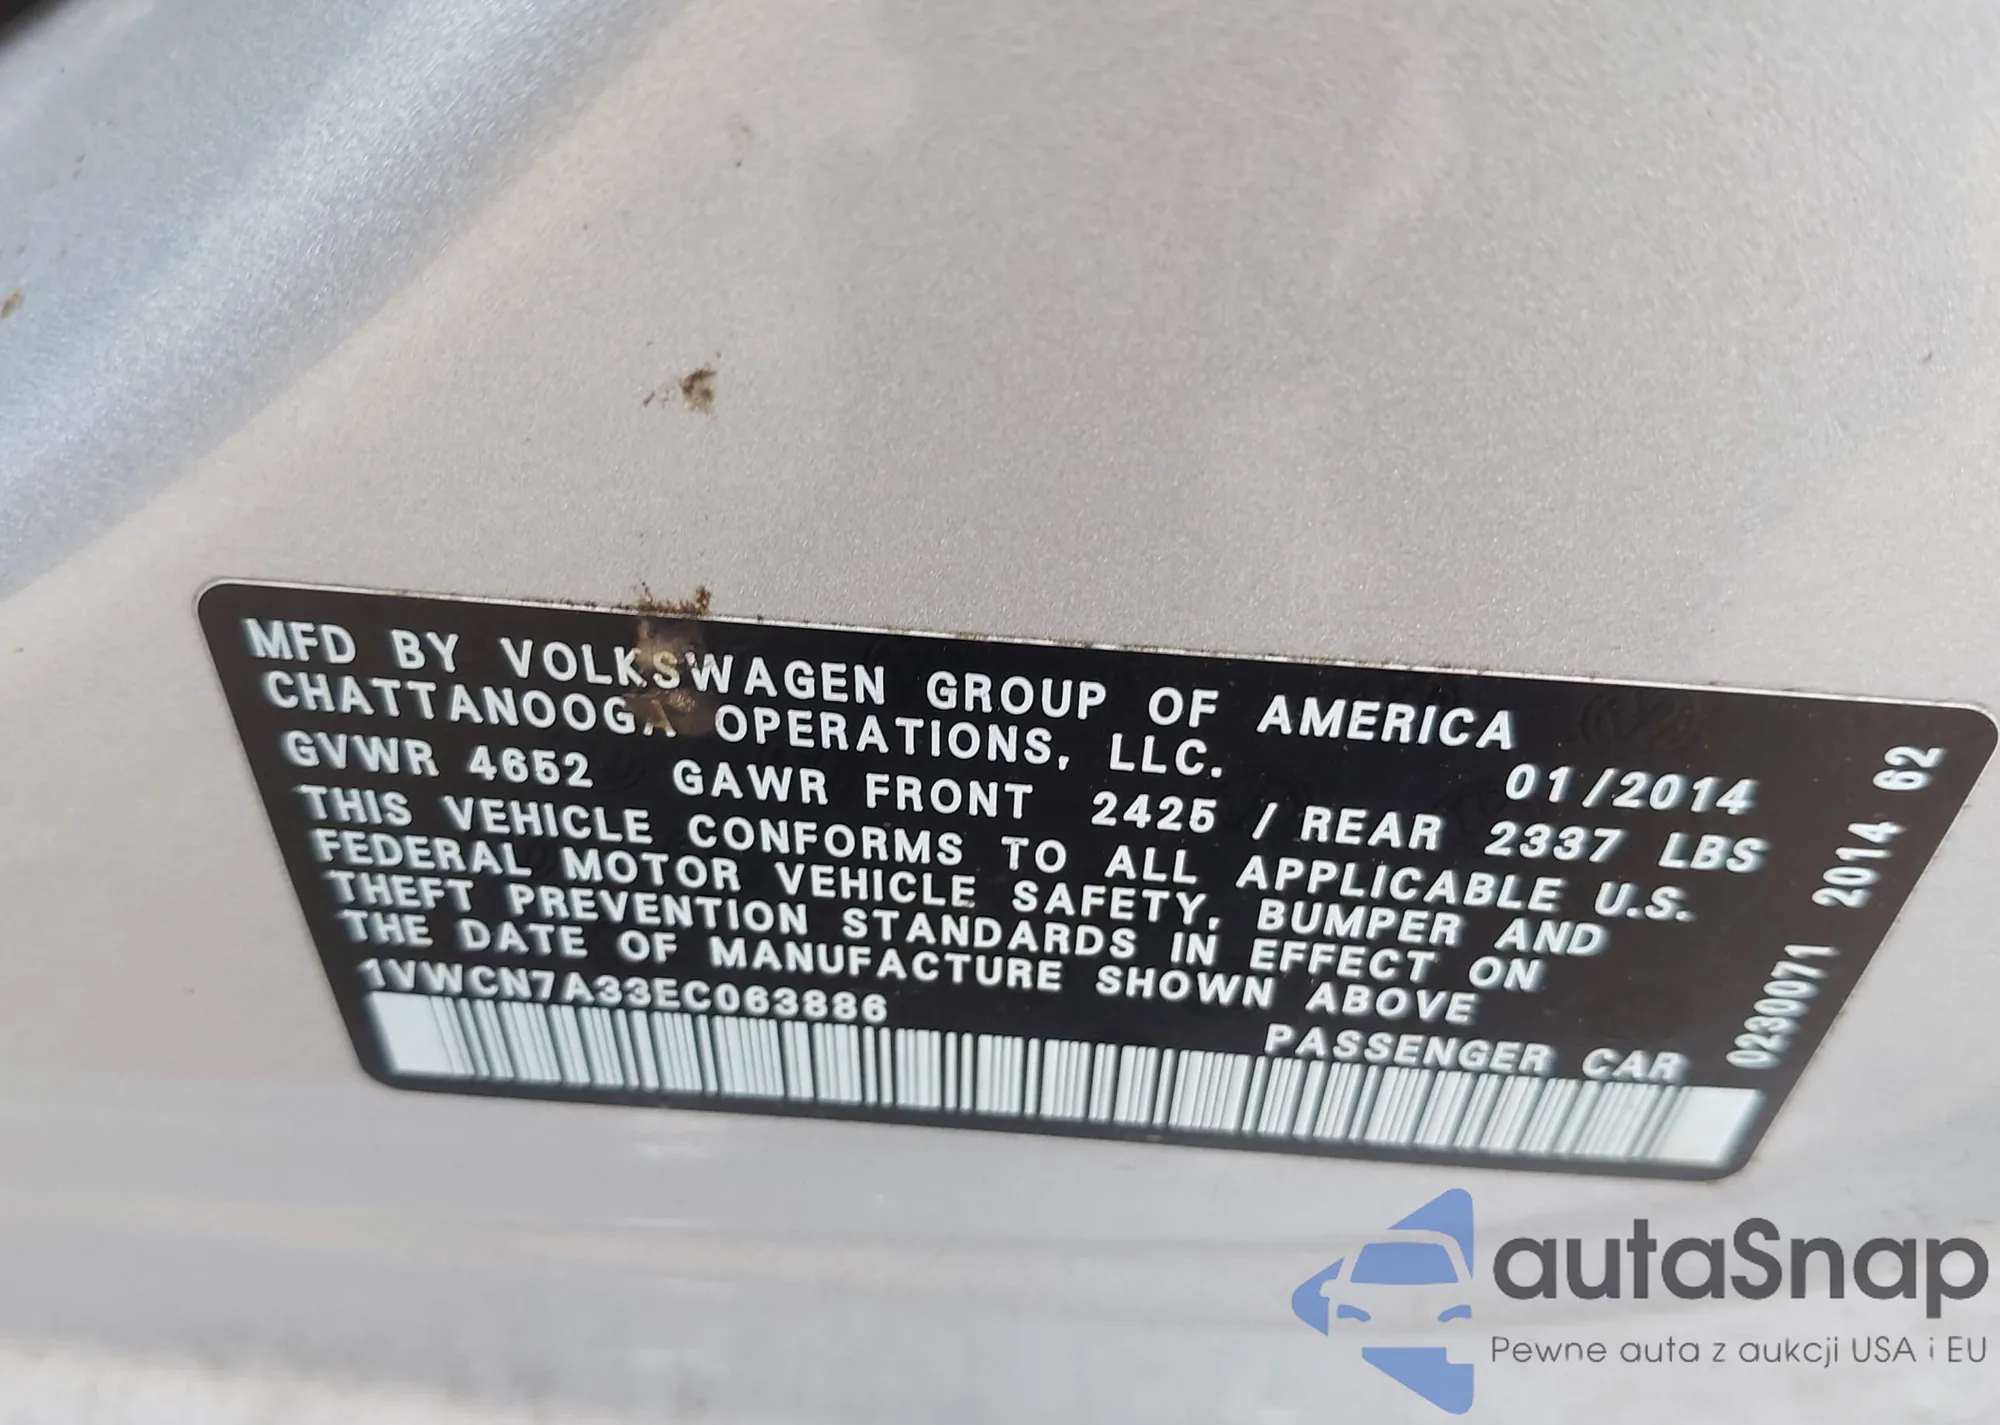 MFD BY VOLKSWAGEN GROUP OF AMERICA
CHATTANOOGA OPERATIONS, LLC.
01/2014
GVWR 4652 GAWR FRONT 2425 / REAR 2337 LBS
THIS VEHICLE CONFORMS TO ALL APPLICABLE U.S.
FEDERAL MOTOR VEHICLE SAFETY, BUMPER AND
THEFT PREVENTION STANDARDS IN EFFECT ON
THE DATE OF MANUFACTURE SHOWN ABOVE
1VWCN7A33EC063886
PASSENGER CAR
0230071 2014 62
autaSnap
Pewne auta z aukcji USA i EU